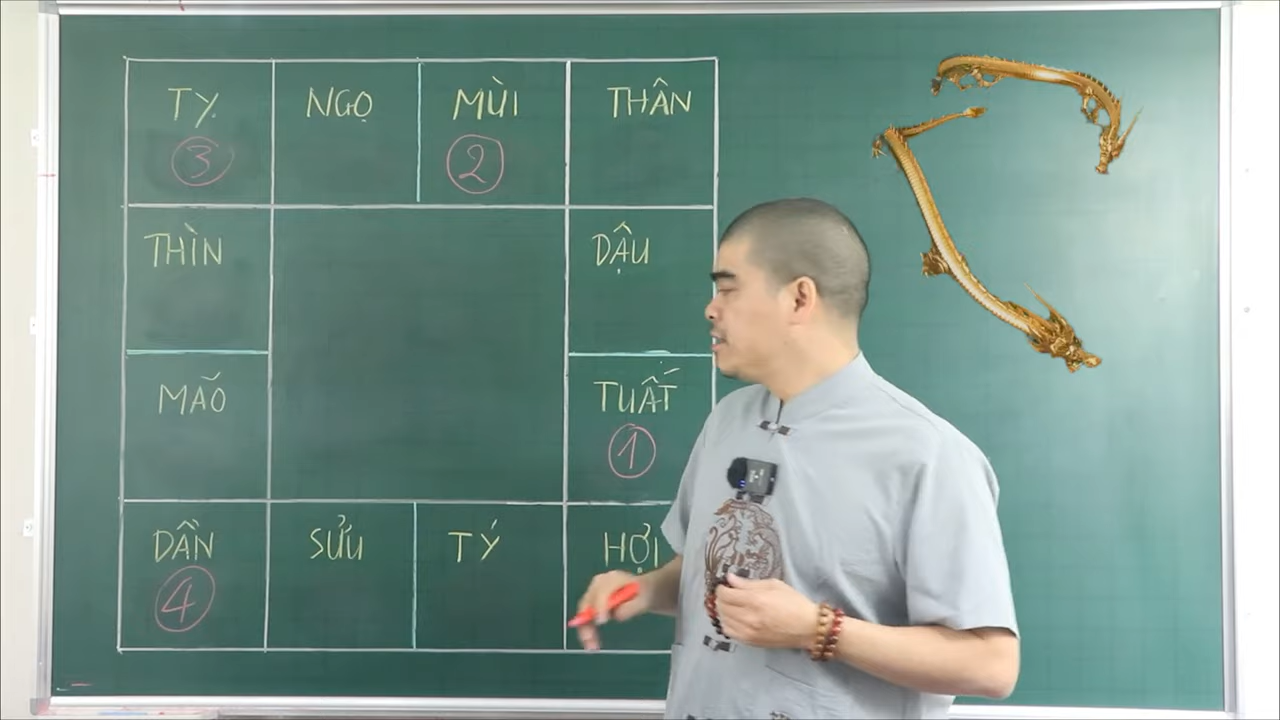 TỴ NGỌ MÙI THÂN
3 2
THÌN DẬU
MÃO TUẤT
1
DẦN SỬU TÝ HỢI
4